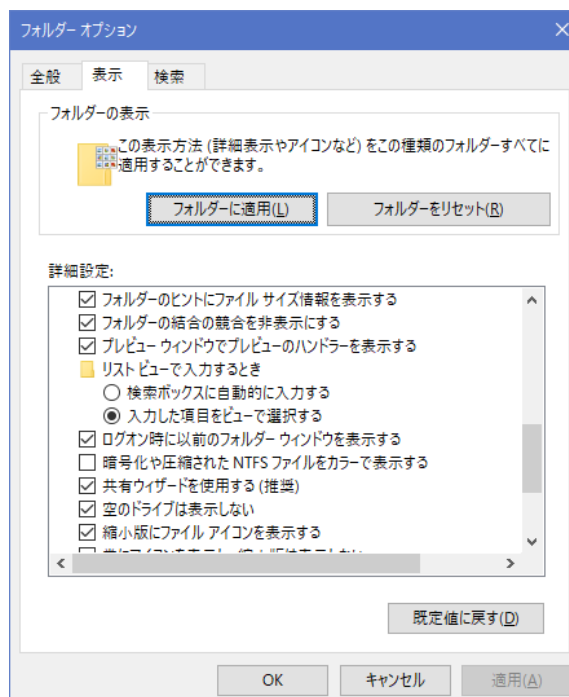 フォルダー オプション
全般 表示 検索
フォルダーの表示
この表示方法 (詳細表示やアイコンなど) をこの種類のフォルダーすべてに
適用することができます。
フォルダーに適用(L) フォルダーをリセット(R)
詳細設定:
フォルダーのヒントにファイル サイズ情報を表示する
フォルダーの結合の競合を非表示にする
プレビュー ウィンドウでプレビューのハンドラーを表示する
リスト ビューで入力するとき
検索ボックスに自動的に入力する
入力した項目をビューで選択する
ログオン時に以前のフォルダー ウィンドウを表示する
暗号化や圧縮された NTFS ファイルをカラーで表示する
共有ウィザードを使用する (推奨)
空のドライブは表示しない
縮小版にファイル アイコンを表示する
既定値に戻す(D)
OK キャンセル 適用(A)